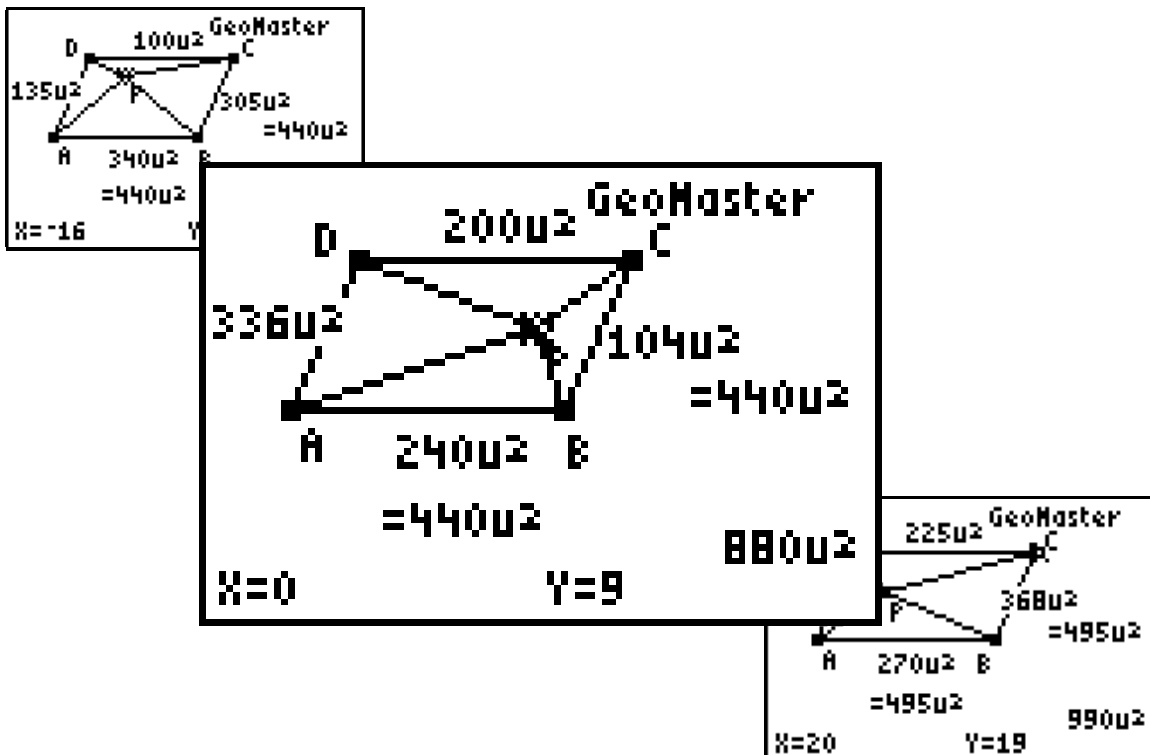 GeoMaster
100u²
D
C
135u²
P
305u²
=440u²
A
340u²
=440u²
X=-16
Y
GeoMaster
200u²
D
C
336u²
104u²
=440u²
A
240u²
B
=440u²
880u²
X=0
Y=9
GeoMaster
225u²
C
368u²
P
=495u²
A
270u²
B
=495u²
990u²
X=20
Y=19